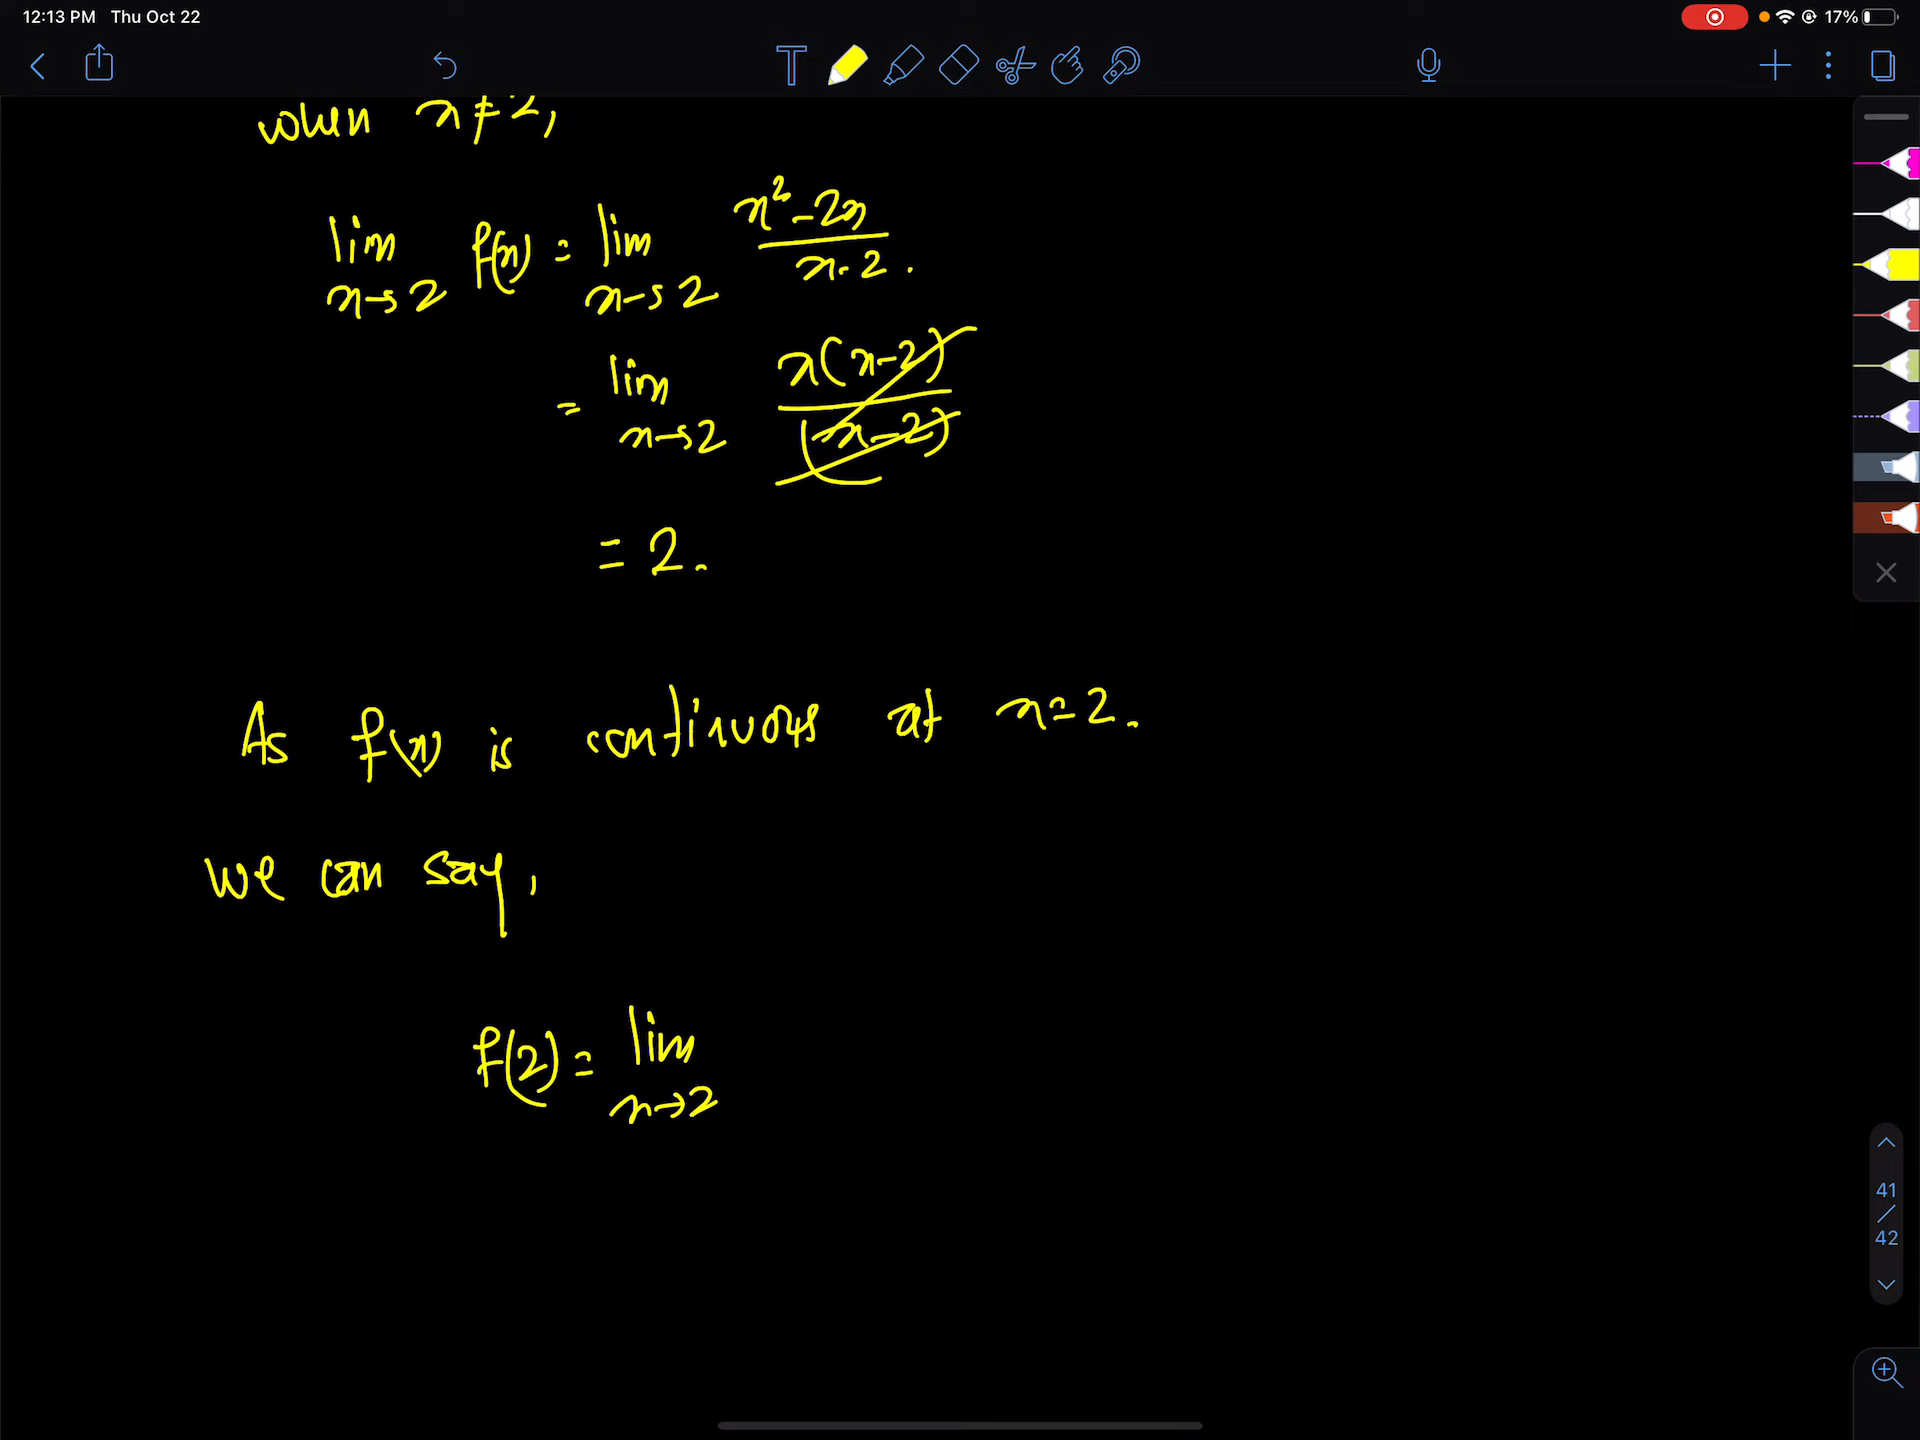 12:13 PM Thu Oct 22
17%
when x ≠ 2,
lim x→2 f(x) = lim x→2 x² - 2x / x - 2 .
= lim x→2 x(x-2) / (x-2)
= 2.
As f(x) is continuous at x = 2.
we can say,
f(2) = lim x→2
T
41
/
42